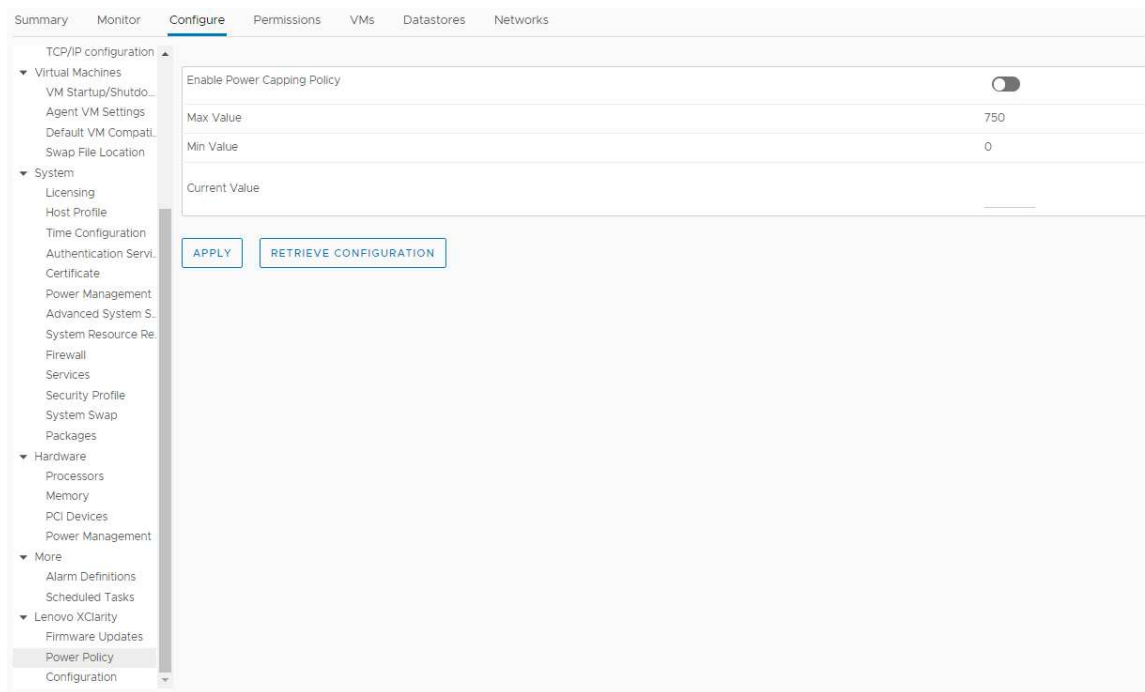 Summary Monitor Configure Permissions VMs Datastores Networks
TCP/IP configuration
Virtual Machines
VM Startup/Shutdo...
Agent VM Settings
Default VM Compati..
Swap File Location
System
Licensing
Host Profile
Time Configuration
Authentication Servi..
Certificate
Power Management
Advanced System S..
System Resource Re.
Firewall
Services
Security Profile
System Swap
Packages
Hardware
Processors
Memory
PCI Devices
Power Management
More
Alarm Definitions
Scheduled Tasks
Lenovo XClarity
Firmware Updates
Power Policy
Configuration
Enable Power Capping Policy
Max Value 750
Min Value 0
Current Value
APPLY RETRIEVE CONFIGURATION